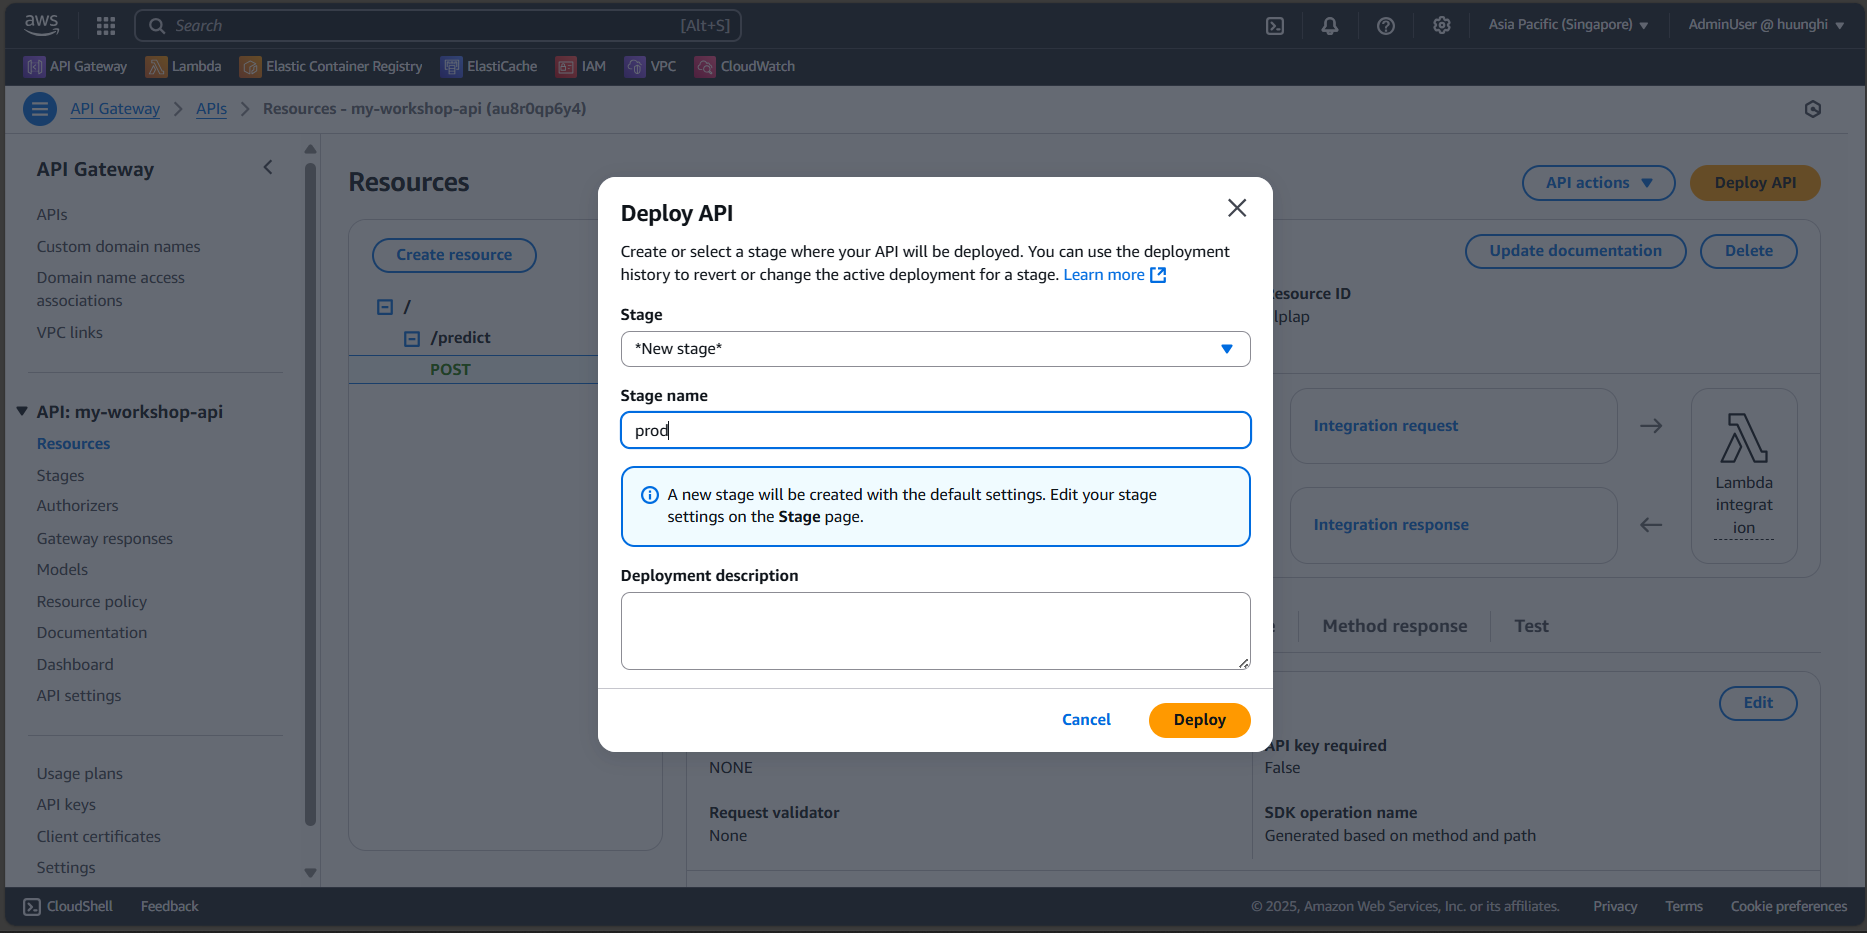 aws
Search
[Alt+S]
Asia Pacific (Singapore)
AdminUser @ huunghi
API Gateway
Lambda
Elastic Container Registry
ElastiCache
IAM
VPC
CloudWatch
API Gateway
APIs
Resources - my-workshop-api (au8r0qp6y4)
API Gateway
APIs
Custom domain names
Domain name access
associations
VPC links
API: my-workshop-api
Resources
Stages
Authorizers
Gateway responses
Models
Resource policy
Documentation
Dashboard
API settings
Usage plans
API keys
Client certificates
Settings
Resources
API actions
Deploy API
Create resource
/
/predict
POST
Update documentation
Delete
esource ID
lplap
Integration request
Integration response
Lambda
integrat
ion
Method response
Test
Edit
API key required
False
NONE
Request validator
None
SDK operation name
Generated based on method and path
Deploy API
Create or select a stage where your API will be deployed. You can use the deployment
history to revert or change the active deployment for a stage. Learn more
Stage
*New stage*
Stage name
prod
A new stage will be created with the default settings. Edit your stage
settings on the Stage page.
Deployment description
Cancel
Deploy
CloudShell
Feedback
© 2025, Amazon Web Services, Inc. or its affiliates.
Privacy
Terms
Cookie preferences